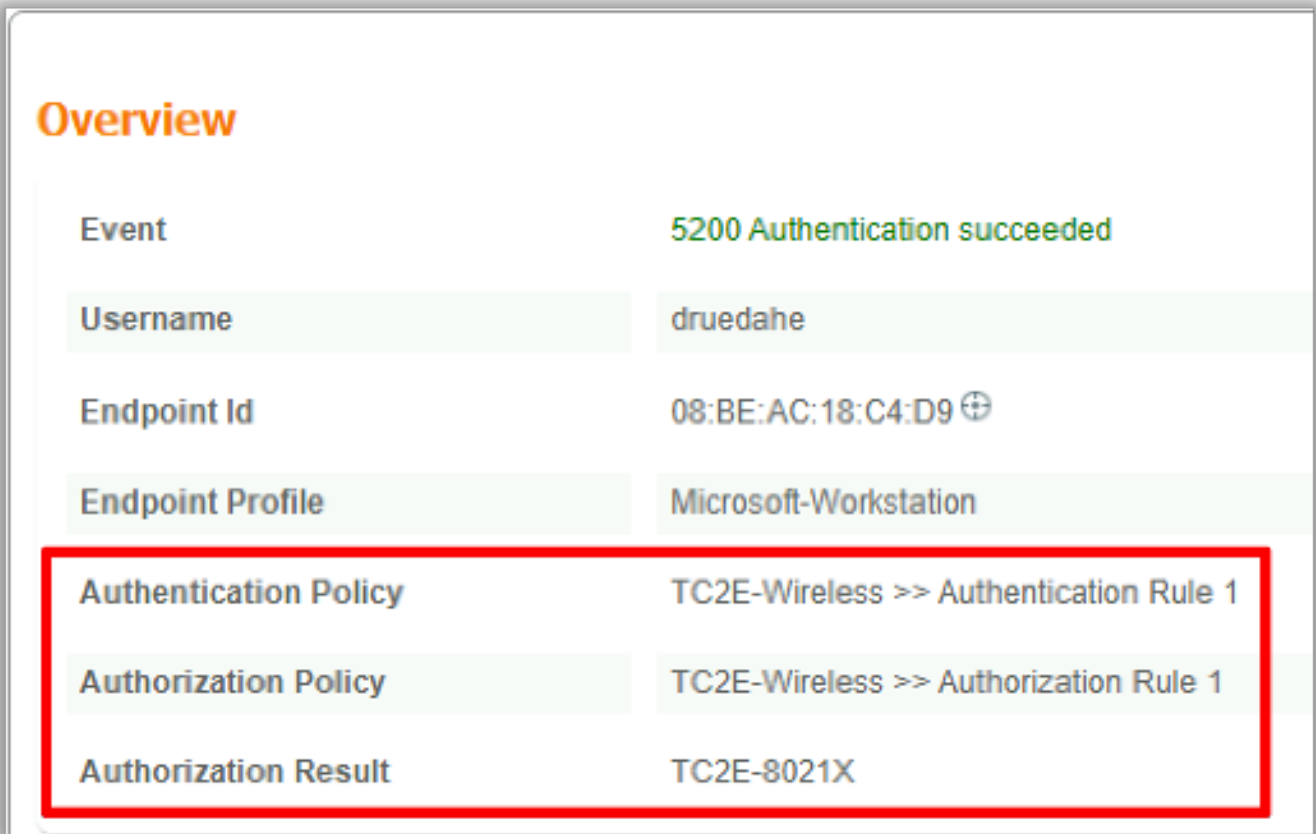 Overview
Event 5200 Authentication succeeded
Username druedahe
Endpoint Id 08:BE:AC:18:C4:D9
Endpoint Profile Microsoft-Workstation
Authentication Policy TC2E-Wireless >> Authentication Rule 1
Authorization Policy TC2E-Wireless >> Authorization Rule 1
Authorization Result TC2E-8021X